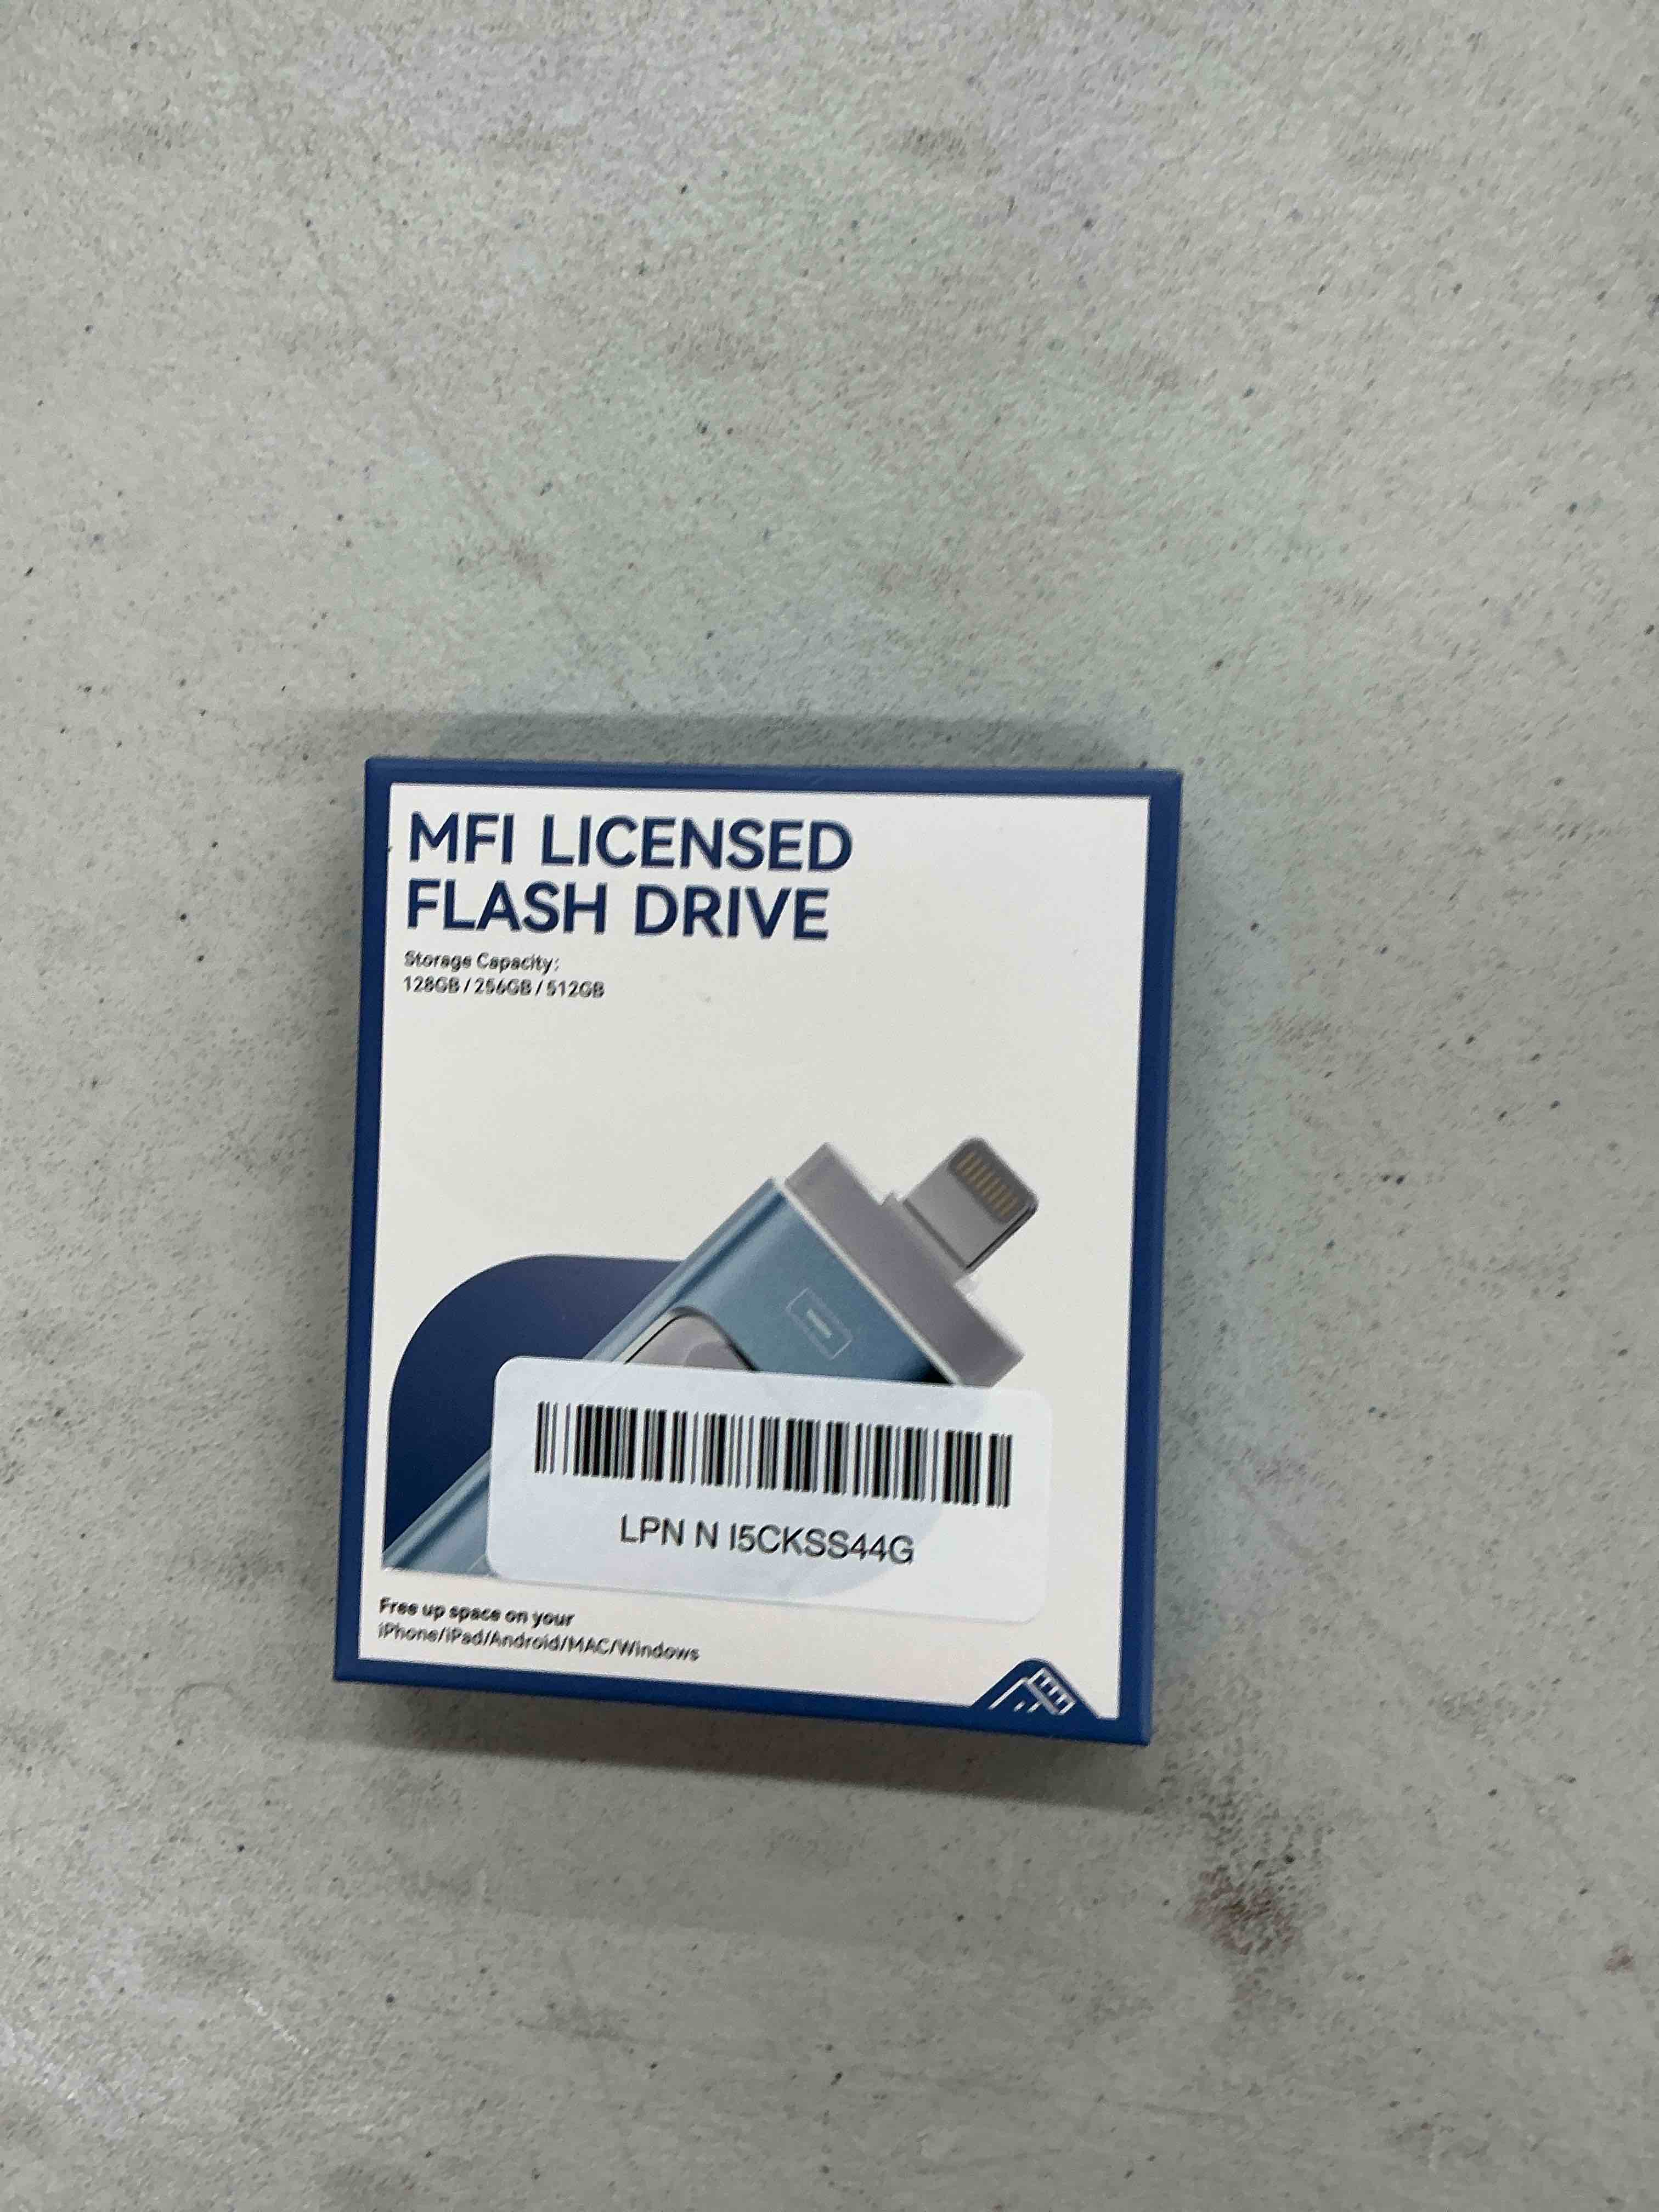 MFI LICENSED
FLASH DRIVE
Storage Capacity:
128GB / 256GB / 512GB
LPN N I5CKSS44G
Free up space on your
iPhone/iPad/Android/MAC/Windows